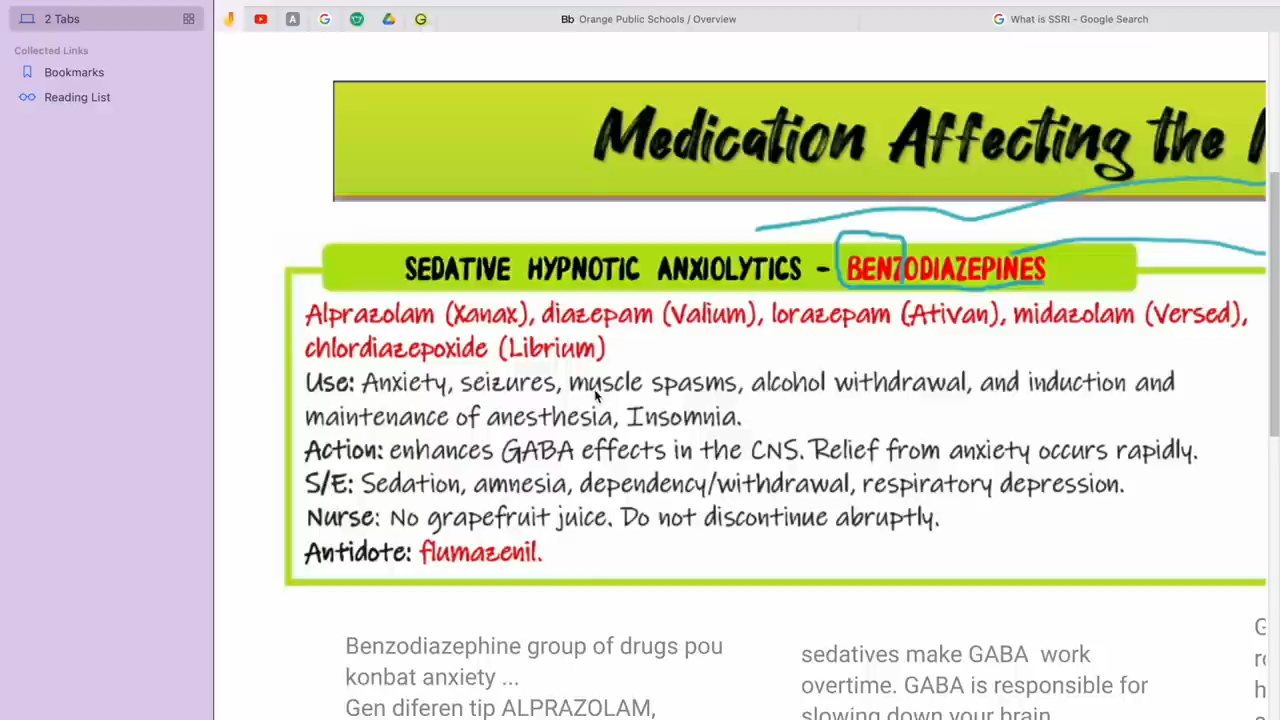 2 Tabs
Collected Links
Bookmarks
Reading List
Bb Orange Public Schools / Overview
What is SSRI - Google Search
Medication Affecting the
SEDATIVE HYPNOTIC ANXIOLYTICS - BENZODIAZEPINES
Alprazolam (Xanax), diazepam (Valium), lorazepam (Ativan), midazolam (Versed),
chlordiazepoxide (Librium)
Use: Anxiety, seizures, muscle spasms, alcohol withdrawal, and induction and
maintenance of anesthesia, Insomnia.
Action: enhances GABA effects in the CNS. Relief from anxiety occurs rapidly.
S/E: Sedation, amnesia, dependency/withdrawal, respiratory depression.
Nurse: No grapefruit juice. Do not discontinue abruptly.
Antidote: flumazenil.
Benzodiazephine group of drugs pou
konbat anxiety ...
Gen diferen tip ALPRAZOLAM,
sedatives make GABA work
overtime. GABA is responsible for
slowing down your brain